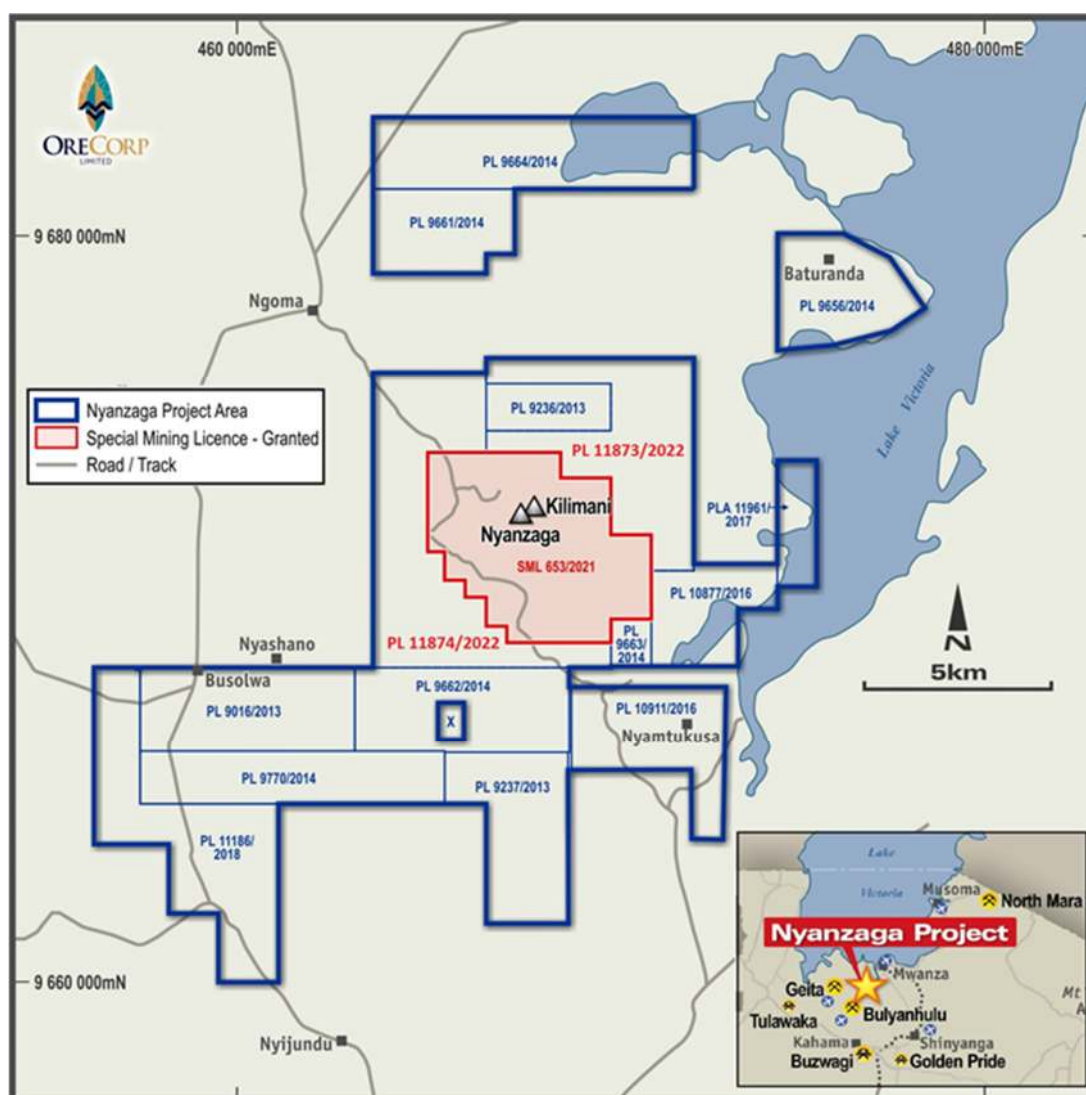 460 000mE
480 000mE
ORECORP
LIMITED
PL 9664/2014
PL 9661/2014
9 680 000mN
Baturanda
PL 9656/2014
Ngoma
Lake Victoria
Nyanzaga Project Area
Special Mining Licence - Granted
Road / Track
PL 9236/2013
PL 11873/2022
Kilimani
Nyanzaga
PLA 11961/
2017
SML 653/2021
PL 10877/2016
PL 11874/2022
PL
9663/
2014
N
5km
Nyashano
Busolwa
PL 9662/2014
PL 9016/2013
X
PL 10911/2016
Nyamtukusa
PL 9770/2014
PL 9237/2013
PL 11186/
2018
9 660 000mN
Nyijundu
Lake
Victoria
Musoma
North Mara
Nyanzaga Project
Mwanza
Geita
Bulyanhulu
Tulawaka
Kahama
Shinyanga
Buzwagi
Golden Pride
Mt